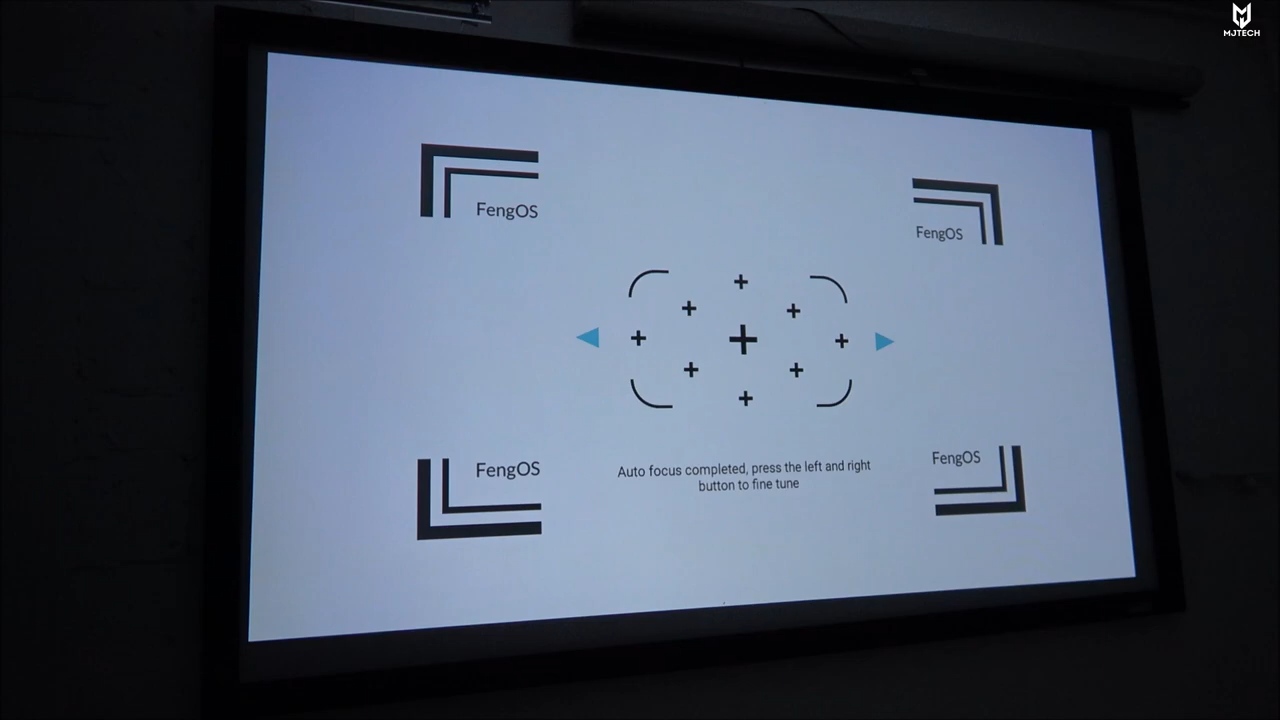 MJTECH
FengOS
FengOS
Auto focus completed, press the left and right
button to fine tune
FengOS
FengOS